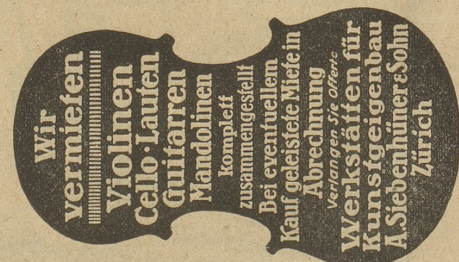 Wir
vermieten
Violinen
Cello · Lauten
Guitarren
Mandolinen
komplett
zusammengestellt
Bei eventuellem
Kauf geleistete Miete in
Abrechnung
Verlangen Sie Offerte
Werkstätten für
Kunstgeigenbau
A. Siebenhüner & Sohn
Zürich